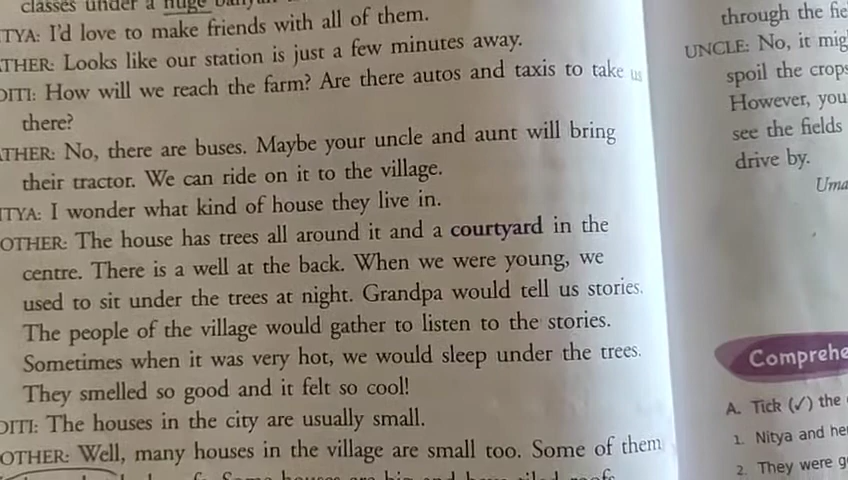 classes under a huge
TYA: I'd love to make friends with all of them.
THER: Looks like our station is just a few minutes away.
DITI: How will we reach the farm? Are there autos and taxis to take us
there?
THER: No, there are buses. Maybe your uncle and aunt will bring
their tractor. We can ride on it to the village.
ITYA: I wonder what kind of house they live in.
OTHER: The house has trees all around it and a courtyard in the
centre. There is a well at the back. When we were young, we
used to sit under the trees at night. Grandpa would tell us stories.
The people of the village would gather to listen to the stories.
Sometimes when it was very hot, we would sleep under the trees.
They smelled so good and it felt so cool!
DITI: The houses in the city are usually small.
OTHER: Well, many houses in the village are small too. Some of them
through the fie
UNCLE: No, it mig
spoil the crops
However, you
see the fields
drive by.
Uma
Comprehe
A. Tick (✓) the
1. Nitya and her
2. They were g